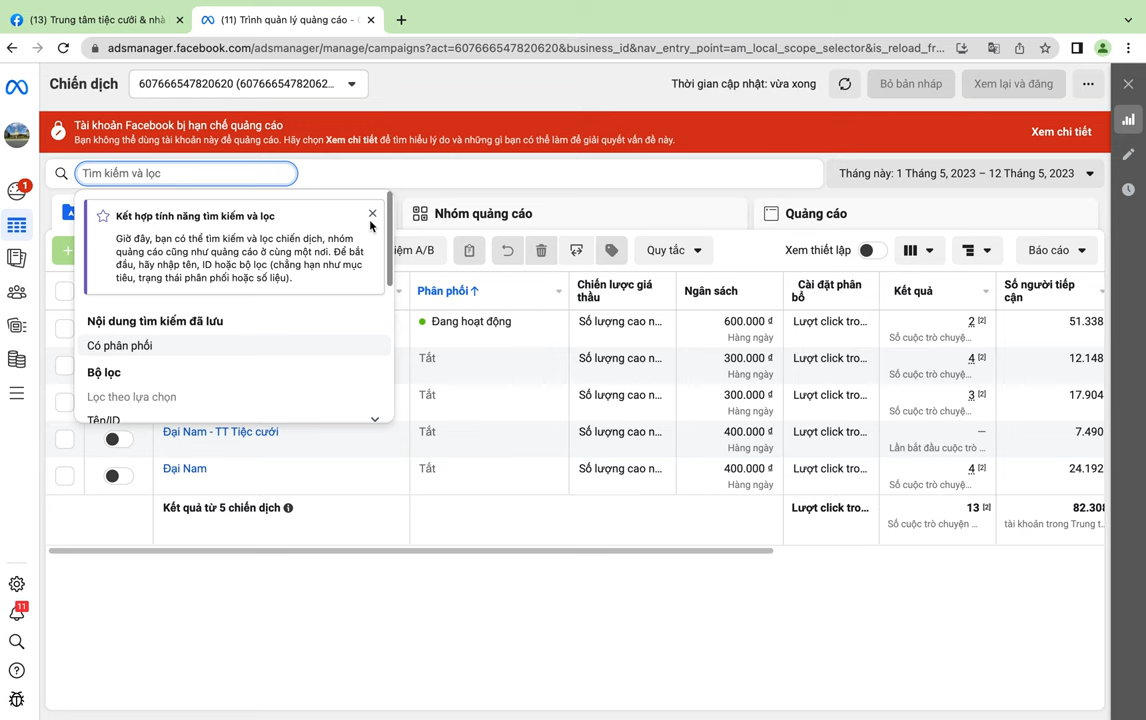 (13) Trung tâm tiệc cưới & nhà
(11) Trình quản lý quảng cáo -
adsmanager.facebook.com/adsmanager/manage/campaigns?act=607666547820620&business_id&nav_entry_point=am_local_scope_selector&is_reload_fr...
Chiến dịch
607666547820620 (60766654782062...
Thời gian cập nhật: vừa xong
Bỏ bản nháp
Xem lại và đăng
Tài khoản Facebook bị hạn chế quảng cáo
Bạn không thể dùng tài khoản này để quảng cáo. Hãy chọn Xem chi tiết để tìm hiểu lý do và những gì bạn có thể làm để giải quyết vấn đề này.
Xem chi tiết
Tìm kiếm và lọc
Tháng này: 1 Tháng 5, 2023 – 12 Tháng 5, 2023
1
Kết hợp tính năng tìm kiếm và lọc
Giờ đây, bạn có thể tìm kiếm và lọc chiến dịch, nhóm
quảng cáo cũng như quảng cáo ở cùng một nơi. Để bắt
đầu, hãy nhập tên, ID hoặc bộ lọc (chẳng hạn như mục
tiêu, trạng thái phân phối hoặc số liệu).
Nội dung tìm kiếm đã lưu
Có phân phối
Bộ lọc
Lọc theo lựa chọn
Tên/ID
Nhóm quảng cáo
Quảng cáo
A/B
Quy tắc
Xem thiết lập
Báo cáo
Phân phối ↑
Chiến lược giá thầu
Ngân sách
Cài đặt phân bổ
Kết quả
Số người tiếp cận
Đang hoạt động
Số lượng cao n...
600.000 ₫
Hàng ngày
Lượt click tro...
2 [2]
Số cuộc trò chuyệ...
51.338
Tắt
Số lượng cao n...
300.000 ₫
Hàng ngày
Lượt click tro...
4 [2]
Số cuộc trò chuyệ...
12.148
Tắt
Số lượng cao n...
300.000 ₫
Hàng ngày
Lượt click tro...
3 [2]
Số cuộc trò chuyệ...
17.904
Đại Nam - TT Tiệc cưới
Tắt
Số lượng cao n...
400.000 ₫
Hàng ngày
Lượt click tro...
—
Lần bắt đầu cuộc trò ...
7.490
Đại Nam
Tắt
Số lượng cao n...
400.000 ₫
Hàng ngày
Lượt click tro...
4 [2]
Số cuộc trò chuyệ...
24.192
Kết quả từ 5 chiến dịch
Lượt click tro...
13 [2]
Số cuộc trò chuyện ...
82.308
tài khoản trong Trung t...
11